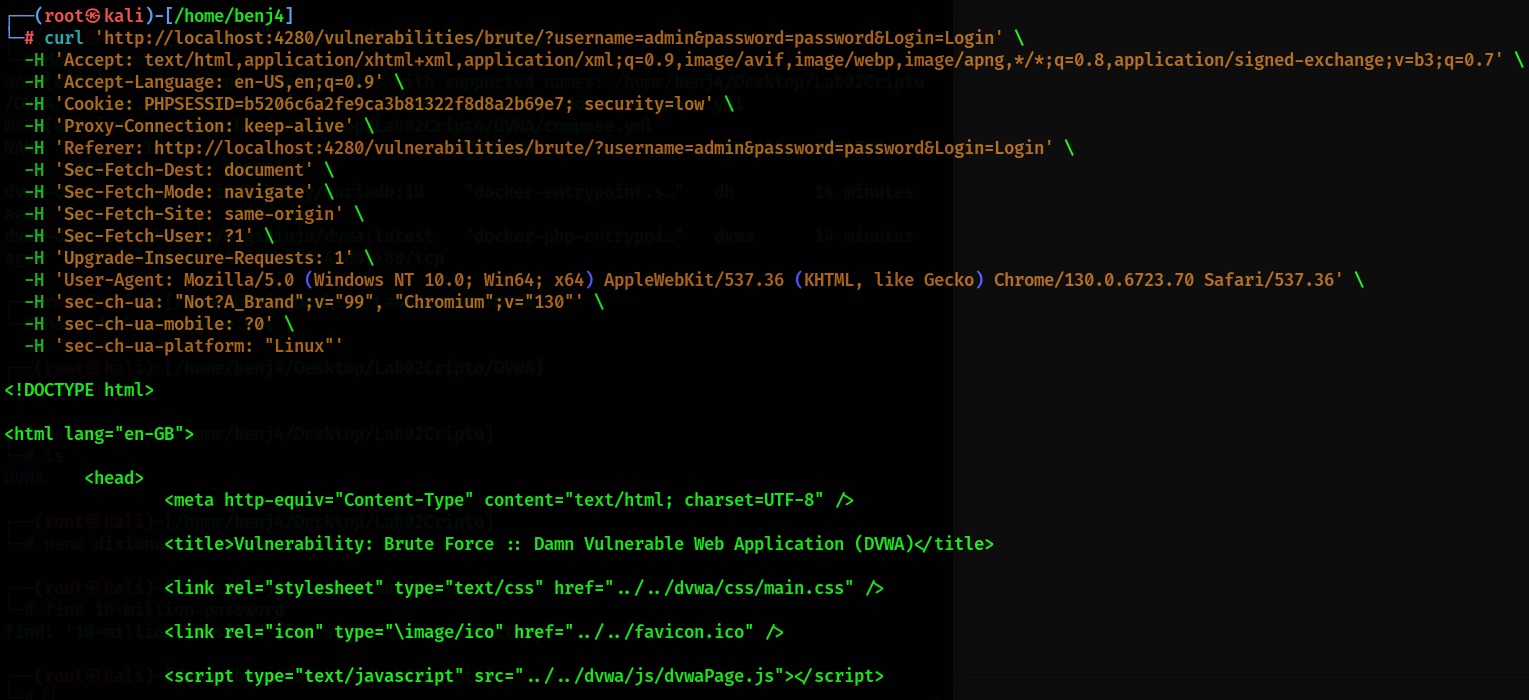 ┌──(root㉿kali)-[/home/benj4]
└─# curl 'http://localhost:4280/vulnerabilities/brute/?username=admin&password=password&Login=Login' \
  -H 'Accept: text/html,application/xhtml+xml,application/xml;q=0.9,image/avif,image/webp,image/apng,*/*;q=0.8,application/signed-exchange;v=b3;q=0.7' \
  -H 'Accept-Language: en-US,en;q=0.9' \
  -H 'Cookie: PHPSESSID=b5206c6a2fe9ca3b81322f8d8a2b69e7; security=low' \
  -H 'Proxy-Connection: keep-alive' \
  -H 'Referer: http://localhost:4280/vulnerabilities/brute/?username=admin&password=password&Login=Login' \
  -H 'Sec-Fetch-Dest: document' \
  -H 'Sec-Fetch-Mode: navigate' \
  -H 'Sec-Fetch-Site: same-origin' \
  -H 'Sec-Fetch-User: ?1' \
  -H 'Upgrade-Insecure-Requests: 1' \
  -H 'User-Agent: Mozilla/5.0 (Windows NT 10.0; Win64; x64) AppleWebKit/537.36 (KHTML, like Gecko) Chrome/130.0.6723.70 Safari/537.36' \
  -H 'sec-ch-ua: "Not?A_Brand";v="99", "Chromium";v="130"' \
  -H 'sec-ch-ua-mobile: ?0' \
  -H 'sec-ch-ua-platform: "Linux"'
<!DOCTYPE html>
<html lang="en-GB">
        <head>
                <meta http-equiv="Content-Type" content="text/html; charset=UTF-8" />
                <title>Vulnerability: Brute Force :: Damn Vulnerable Web Application (DVWA)</title>
                <link rel="stylesheet" type="text/css" href="../../dvwa/css/main.css" />
                <link rel="icon" type="\image/ico" href="../../favicon.ico" />
                <script type="text/javascript" src="../../dvwa/js/dvwaPage.js"></script>